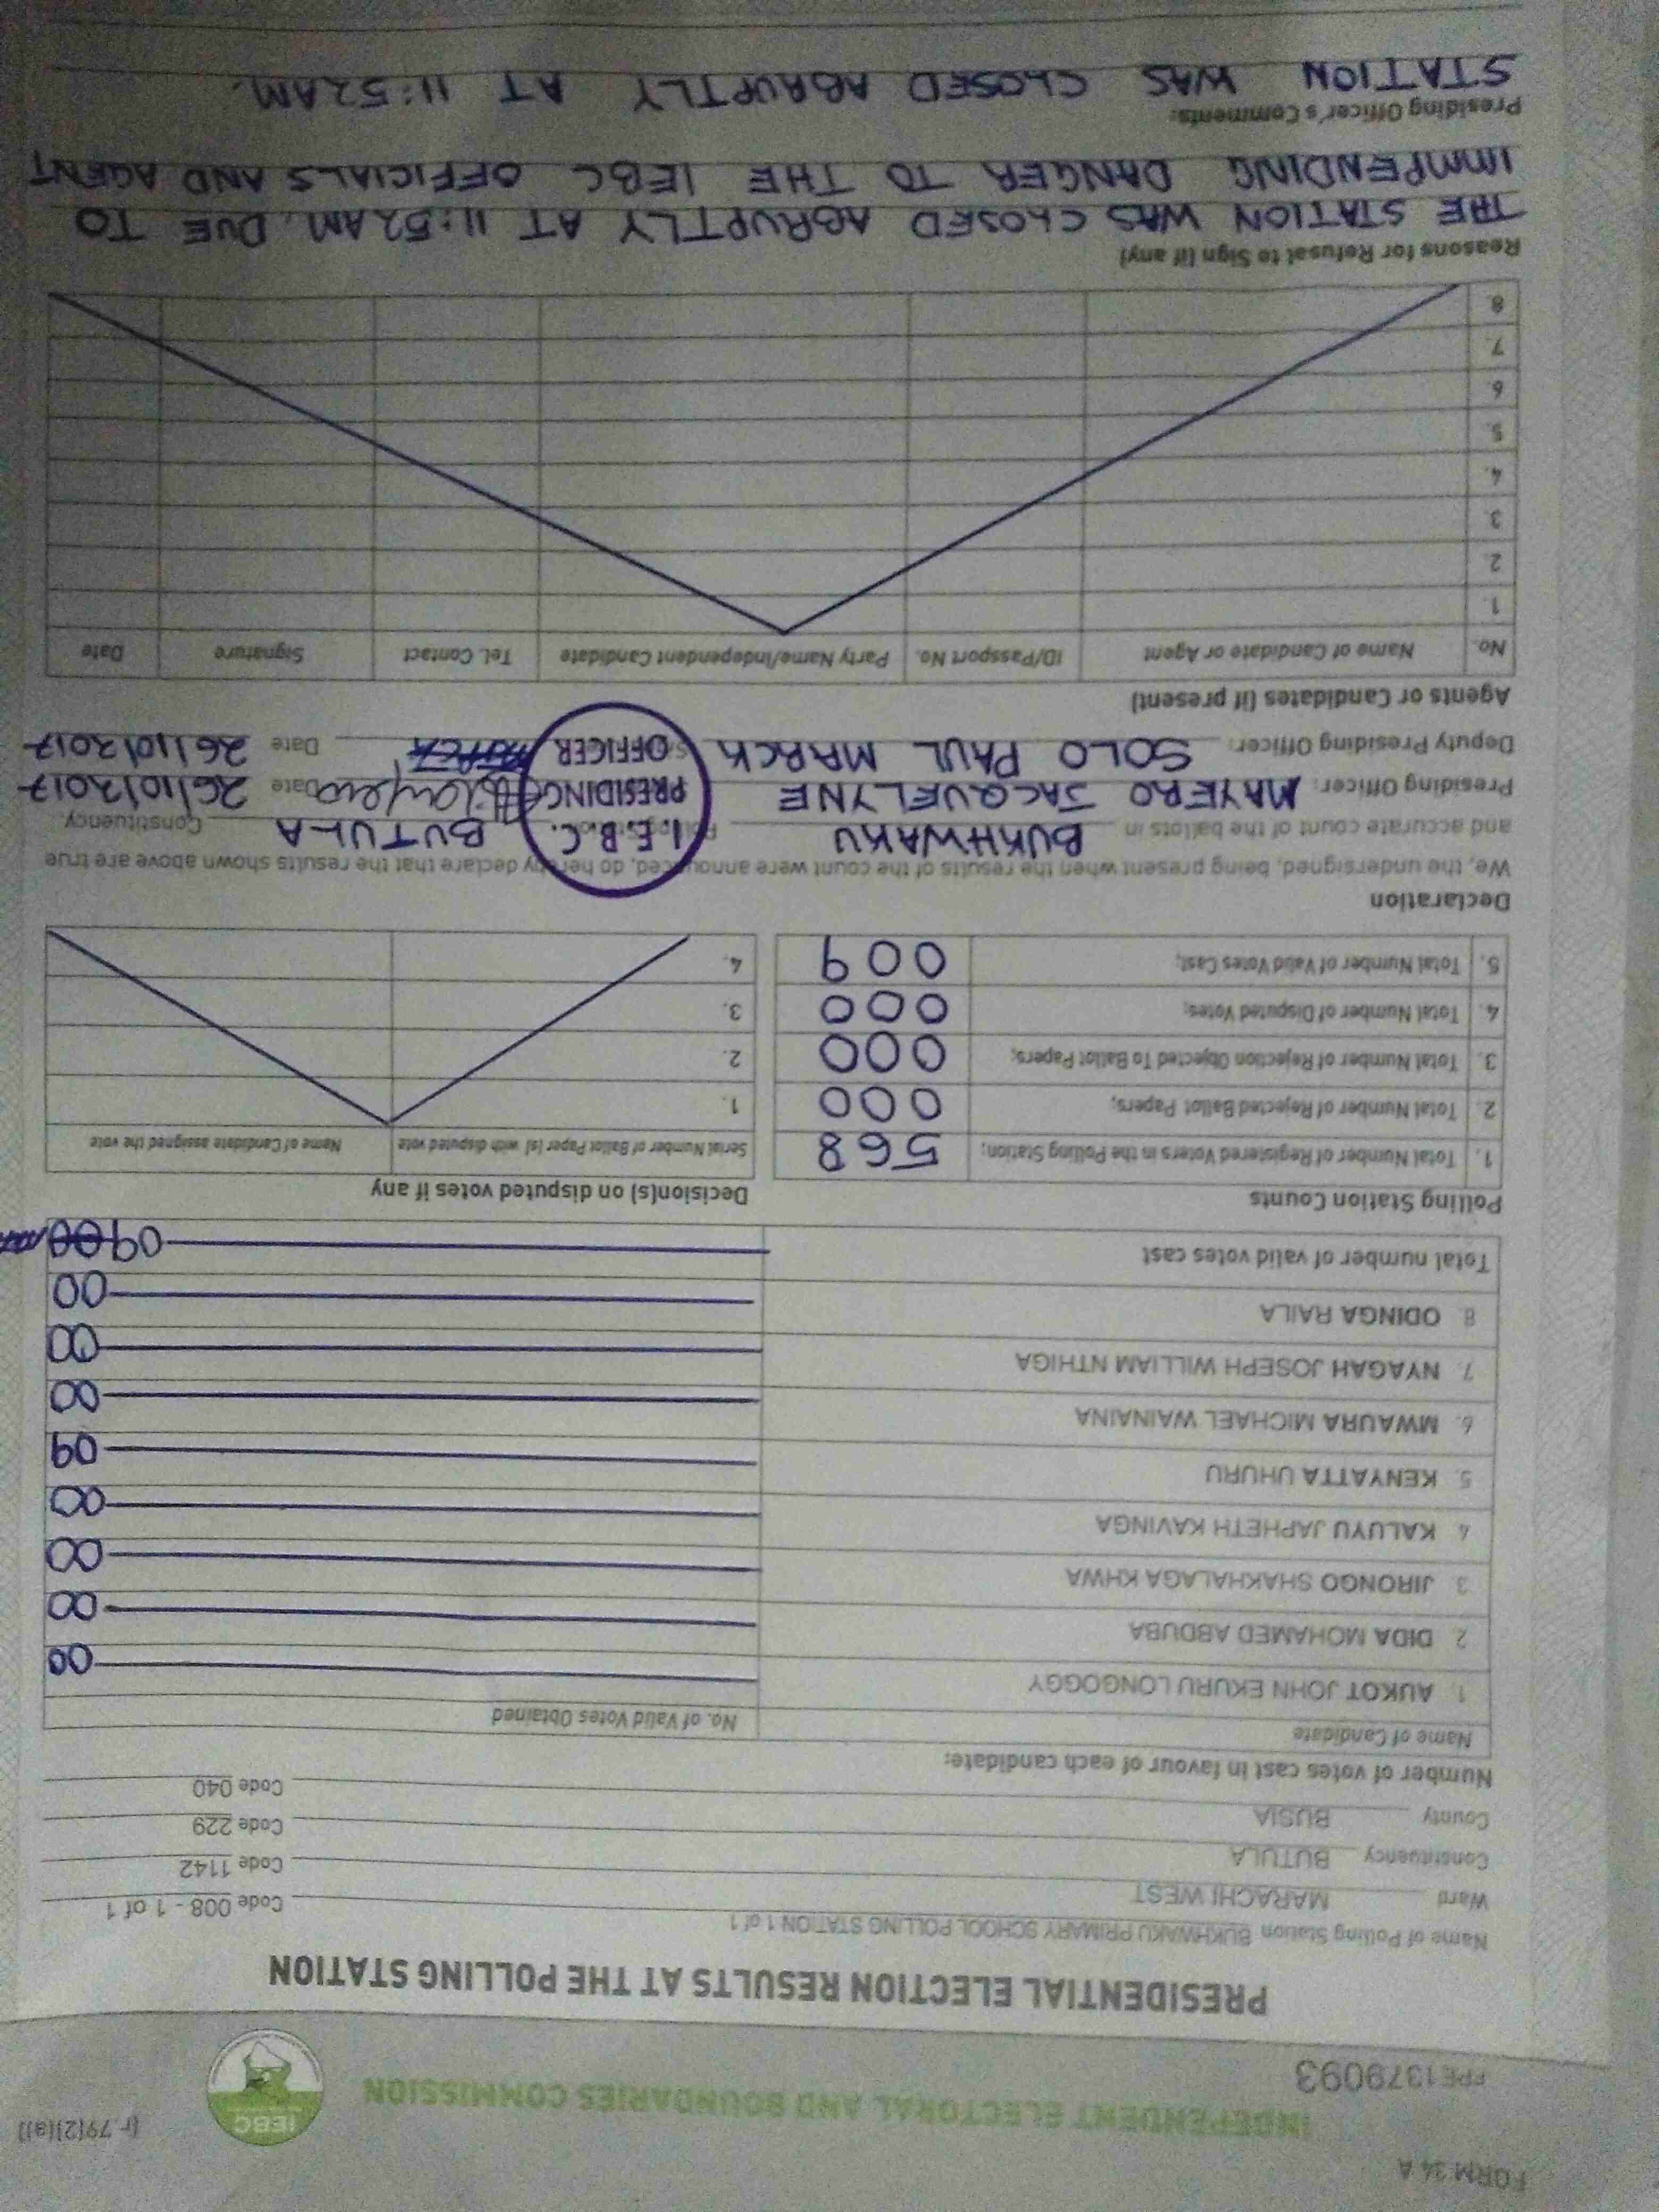 FORM 34 A
(r. 79(2)(a))
INDEPENDENT ELECTORAL AND BOUNDARIES COMMISSION
IEBC
FPE1379093
PRESIDENTIAL ELECTION RESULTS AT THE POLLING STATION
Name of Polling Station BUKHWAKU PRIMARY SCHOOL POLLING STATION 1 of 1 Code 008 - 1 of 1
Ward MARACHI WEST Code 1142
Constituency BUTULA Code 229
County BUSIA Code 040
Number of votes cast in favour of each candidate:
Name of Candidate No. of Valid Votes Obtained
1. AUKOT JOHN EKURU LONGOGGY 00
2. DIDA MOHAMED ABDUBA 00
3. JIRONGO SHAKHALAGA KHWA 00
4. KALUYU JAPHETH KAVINGA 00
5. KENYATTA UHURU 09
6. MWAURA MICHAEL WAINAINA 00
7. NYAGAH JOSEPH WILLIAM NTHIGA 00
8. ODINGA RAILA 00
Total number of valid votes cast 09
Polling Station Counts
1. Total Number of Registered Voters in the Polling Station; 568
2. Total Number of Rejected Ballot Papers; 000
3. Total Number of Rejection Objected To Ballot Papers; 000
4. Total Number of Disputed Votes; 000
5. Total Number of Valid Votes Cast; 009
Decision(s) on disputed votes if any
Serial Number of Ballot Paper (s) with disputed vote Name of Candidate assigned the vote
1.
2.
3.
4.
Declaration
We, the undersigned, being present when the results of the count were announced, do hereby declare that the results shown above are true
and accurate count of the ballots in BUKHWAKU BUTULA Constituency.
Presiding Officer: MAYERO JACQUELYNE Date 26/10/2017
Deputy Presiding Officer: SOLO PAUL MARCK Date 26/10/2017
I.E.B.C.
PRESIDING
OFFICER
Agents or Candidates (if present)
No. Name of Candidate or Agent ID/Passport No. Party Name/Independent Candidate Tel. Contact Signature Date
1.
2.
3.
4.
5.
6.
7.
8.
Reasons for Refusal to Sign (if any)
THE STATION WAS CLOSED ABRUPTLY AT 11:52AM, DUE TO
IMMPENDING DANGER TO THE IEBC OFFICIALS AND AGENT
Presiding Officer's Comments:
STATION WAS CLOSED ABRUPTLY AT 11:52AM.